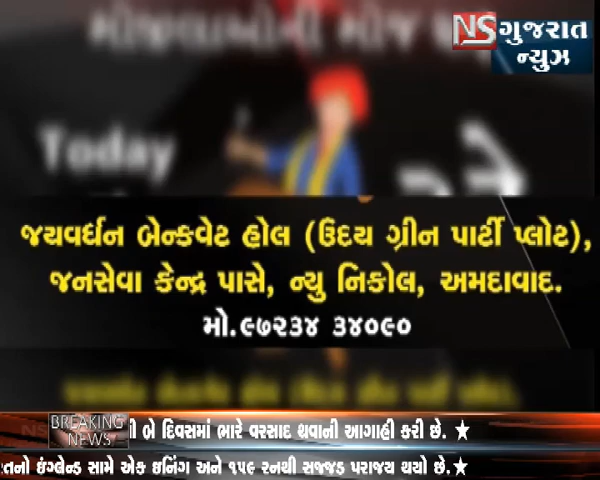 NS ગુજરાત
ન્યુઝ
Today
જયવર્ધન બેન્કવેટ હોલ (ઉદય ગ્રીન પાર્ટી પ્લોટ),
જનસેવા કેન્દ્ર પાસે, ન્યુ નિકોલ, અમદાવાદ.
મો.૯૭૨૩૪ ૩૪૦૯૦
BREAKING
NEWS
બે દિવસમાં ભારે વરસાદ થવાની આગાહી કરી છે. ★
ઇંગ્લેન્ડ સામે એક ઇનિંગ અને ૧૫૯ રનથી સજ્જડ પરાજય થયો છે.★